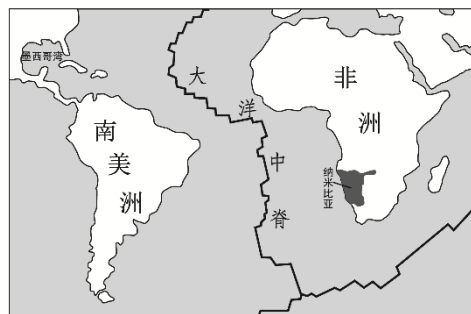 墨西哥湾
南美洲
大洋中脊
非洲
纳米比亚